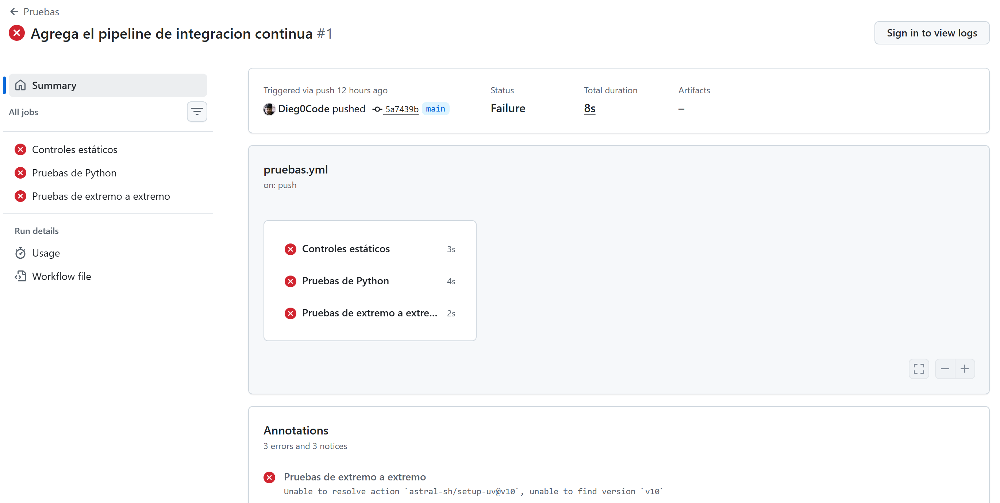 Pruebas
Agrega el pipeline de integracion continua #1
Sign in to view logs
Summary
All jobs
Controles estáticos
Pruebas de Python
Pruebas de extremo a extremo
Run details
Usage
Workflow file
Triggered via push 12 hours ago
Dieg0Code pushed 5a7439b main
Status
Failure
Total duration
8s
Artifacts
–
pruebas.yml
on: push
Controles estáticos 3s
Pruebas de Python 4s
Pruebas de extremo a extre... 2s
Annotations
3 errors and 3 notices
Pruebas de extremo a extremo
Unable to resolve action `astral-sh/setup-uv@v10`, unable to find version `v10`